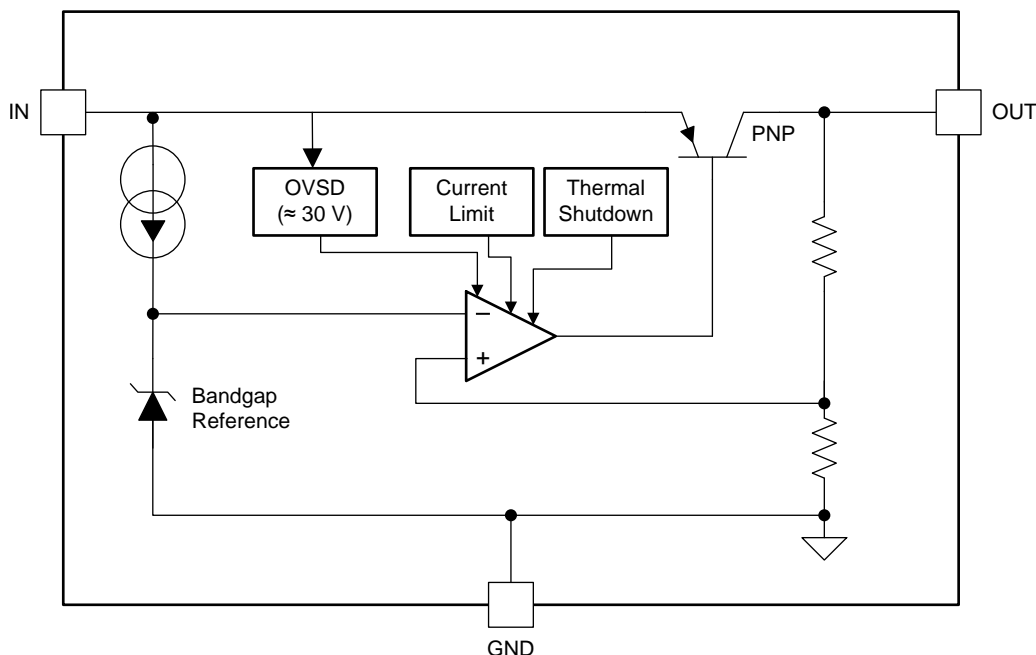 IN
OUT
PNP
OVSD
(≈ 30 V)
Current
Limit
Thermal
Shutdown
−
+
Bandgap
Reference
GND